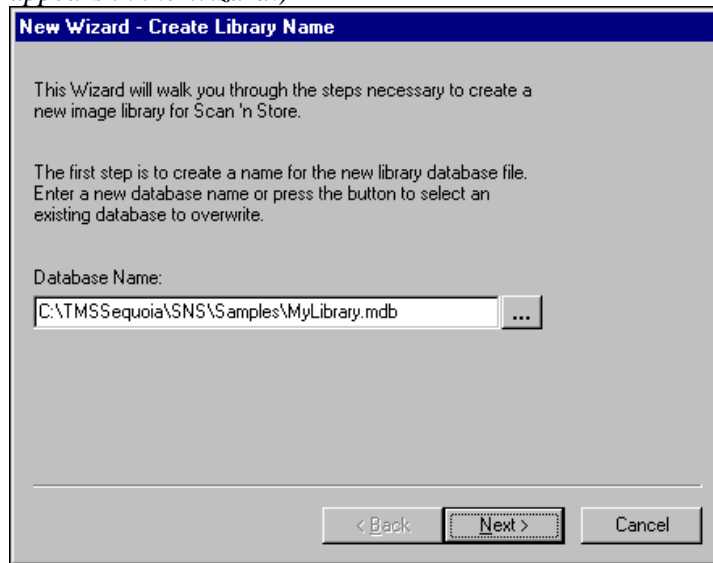 New Wizard - Create Library Name
This Wizard will walk you through the steps necessary to create a
new image library for Scan 'n Store.
The first step is to create a name for the new library database file.
Enter a new database name or press the button to select an
existing database to overwrite.
Database Name:
C:\TMSSequoia\SNS\Samples\MyLibrary.mdb
...
< Back
Next >
Cancel